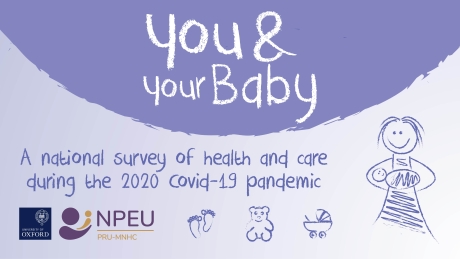 You &
your Baby
A national survey of health and care
during the 2020 Covid-19 pandemic
UNIVERSITY OF
OXFORD
NPEU
PRU-MNHC